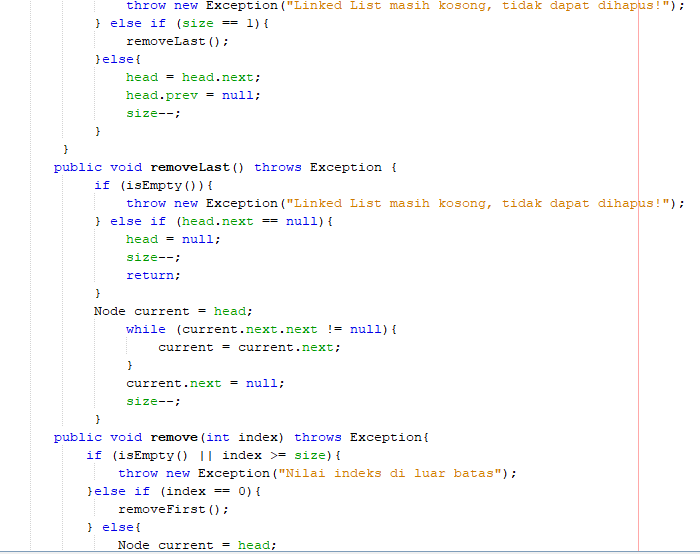 throw new Exception("Linked List masih kosong, tidak dapat dihapus!");
} else if (size == 1){
removeLast();
}else{
head = head.next;
head.prev = null;
size--;
}
}
public void removeLast() throws Exception {
if (isEmpty()){
throw new Exception("Linked List masih kosong, tidak dapat dihapus!");
} else if (head.next == null){
head = null;
size--;
return;
}
Node current = head;
while (current.next.next != null){
current = current.next;
}
current.next = null;
size--;
}
public void remove(int index) throws Exception{
if (isEmpty() || index >= size){
throw new Exception("Nilai indeks di luar batas");
}else if (index == 0){
removeFirst();
} else{
Node current = head;